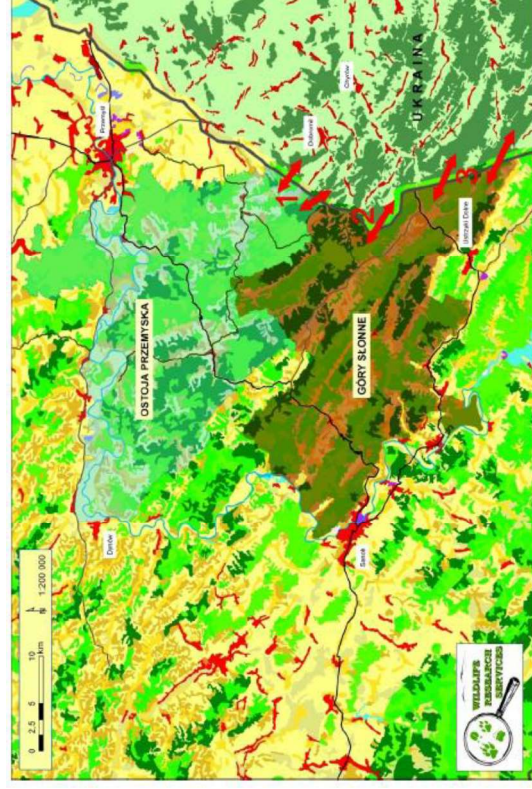 0 2.5 5 10 km
N
1:200 000
Dynów
Przemyśl
OSTOJA PRZEMYSKA
Dobromil
Chyrów
UKRAINA
1
2
3
GÓRY SŁONNE
Ustrzyki Dolne
Sanok
WILDLIFE
RESEARCH
SERVICES